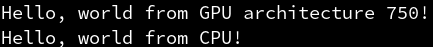 Hello, world from GPU architecture 750!
Hello, world from CPU!